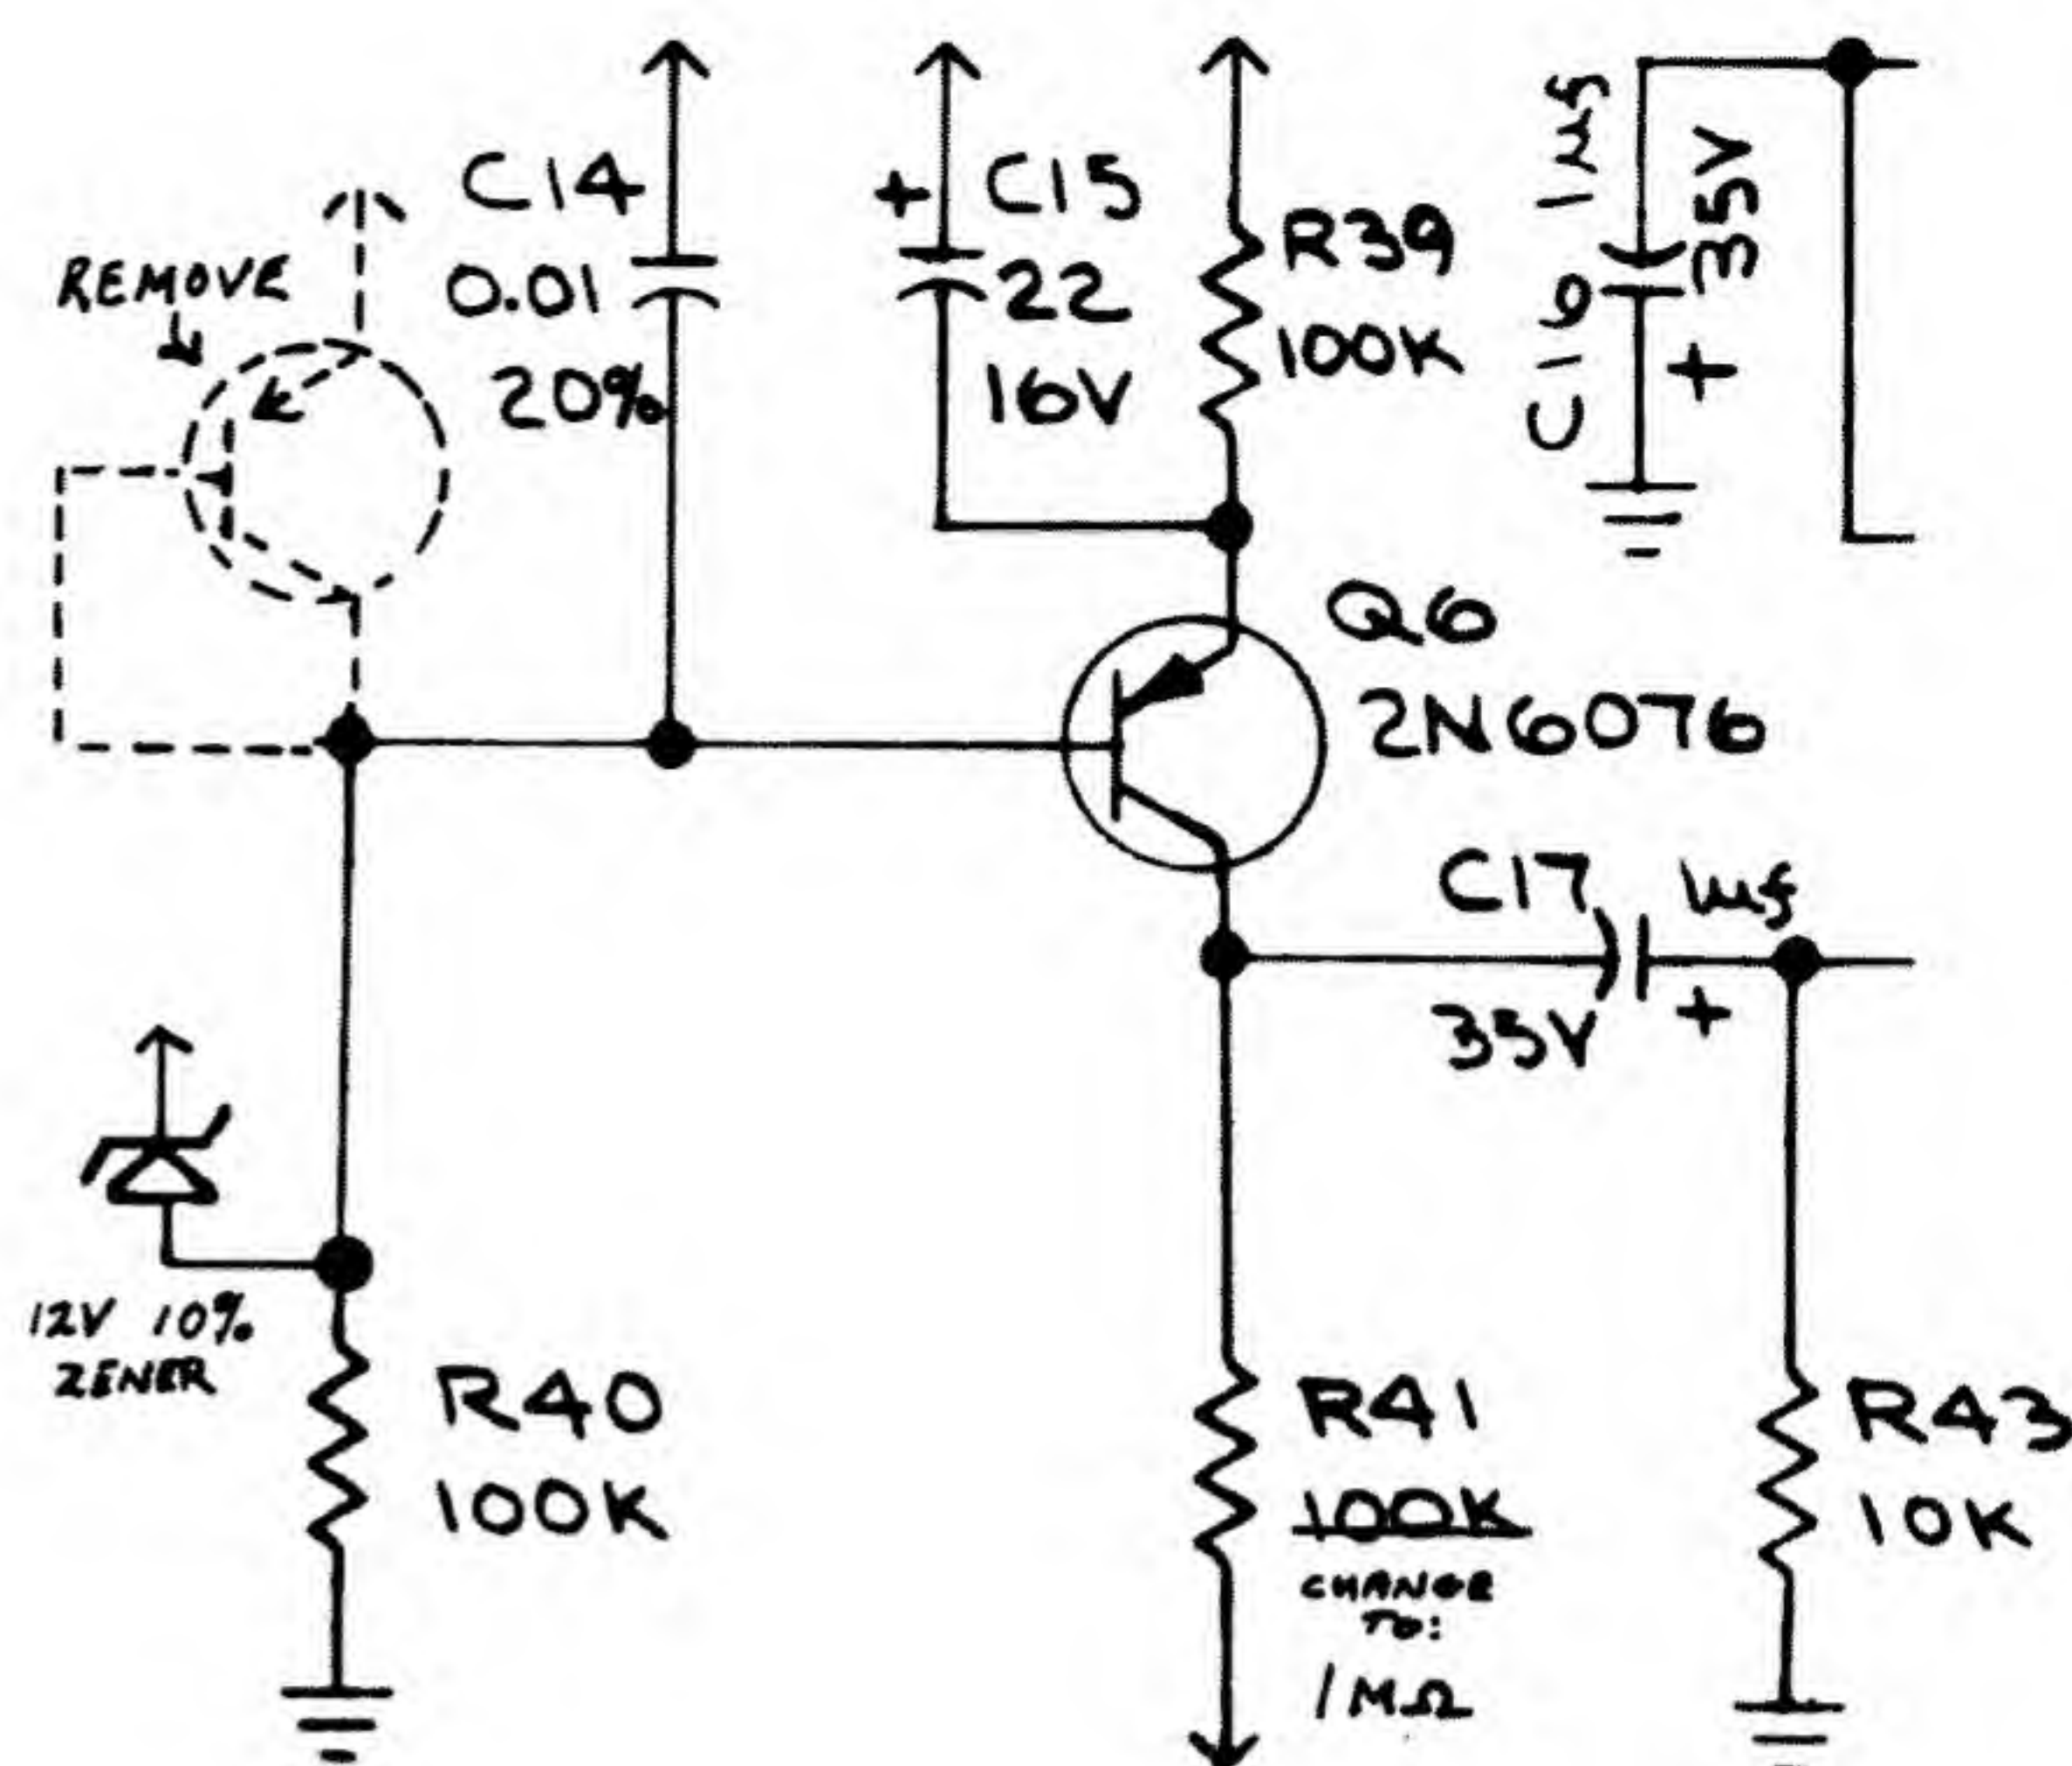 REMOVE
C14
0.01
20%
+ C15
22
16V
R39
100K
C16 1µf
35V
+
Q6
2N6076
C17 1µf
35V +
12V 10%
ZENER
R40
100K
R41
100K
CHANGE
TO:
1MΩ
R43
10K